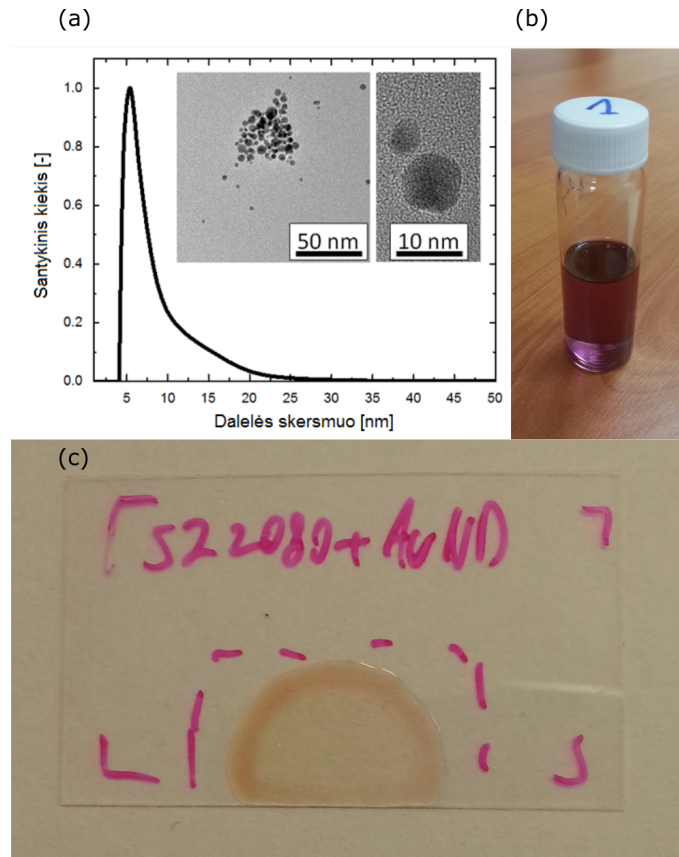 (a)
(b)
Santykinis kiekis [-]
1.0
0.8
0.6
0.4
0.2
0.0
50 nm
10 nm
5 10 15 20 25 30 35 40 45 50
Dalelės skersmuo [nm]
1
(c)
SZ2080+AuND